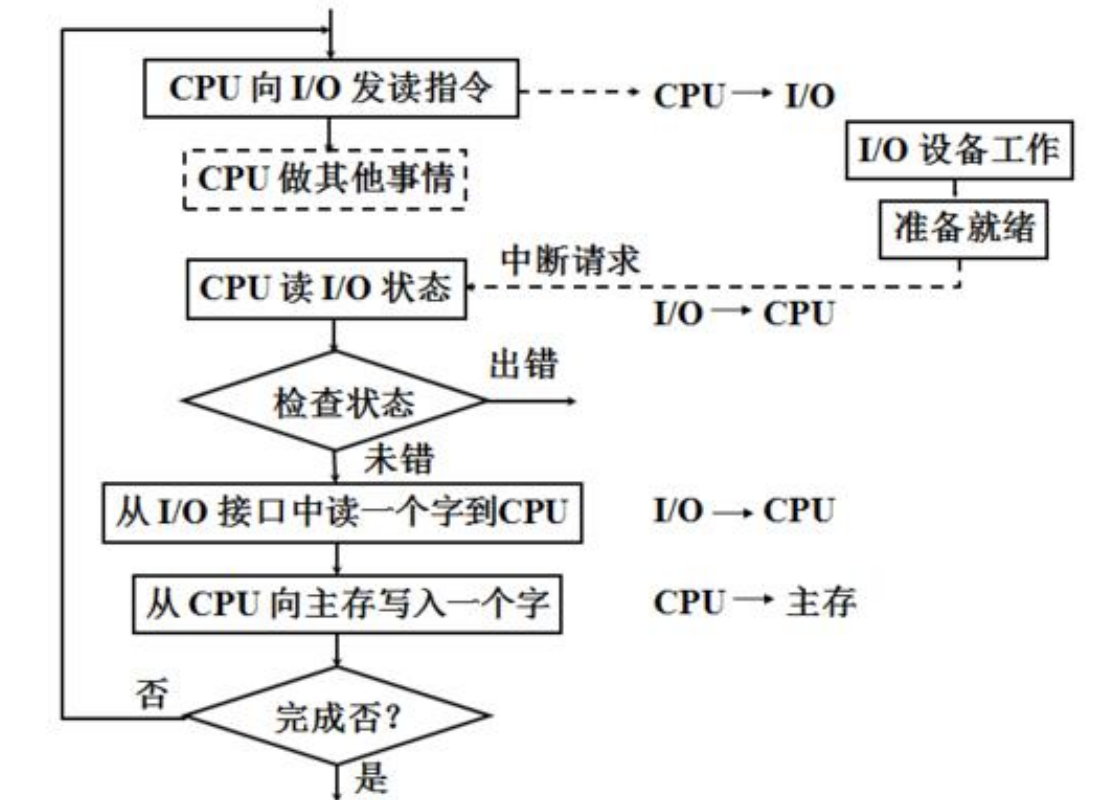 CPU 向 I/O 发读指令
CPU → I/O
I/O 设备工作
CPU 做其他事情
准备就绪
中断请求
CPU 读 I/O 状态
I/O → CPU
出错
检查状态
未错
从 I/O 接口中读一个字到CPU
I/O → CPU
从 CPU 向主存写入一个字
CPU → 主存
否
完成否？
是